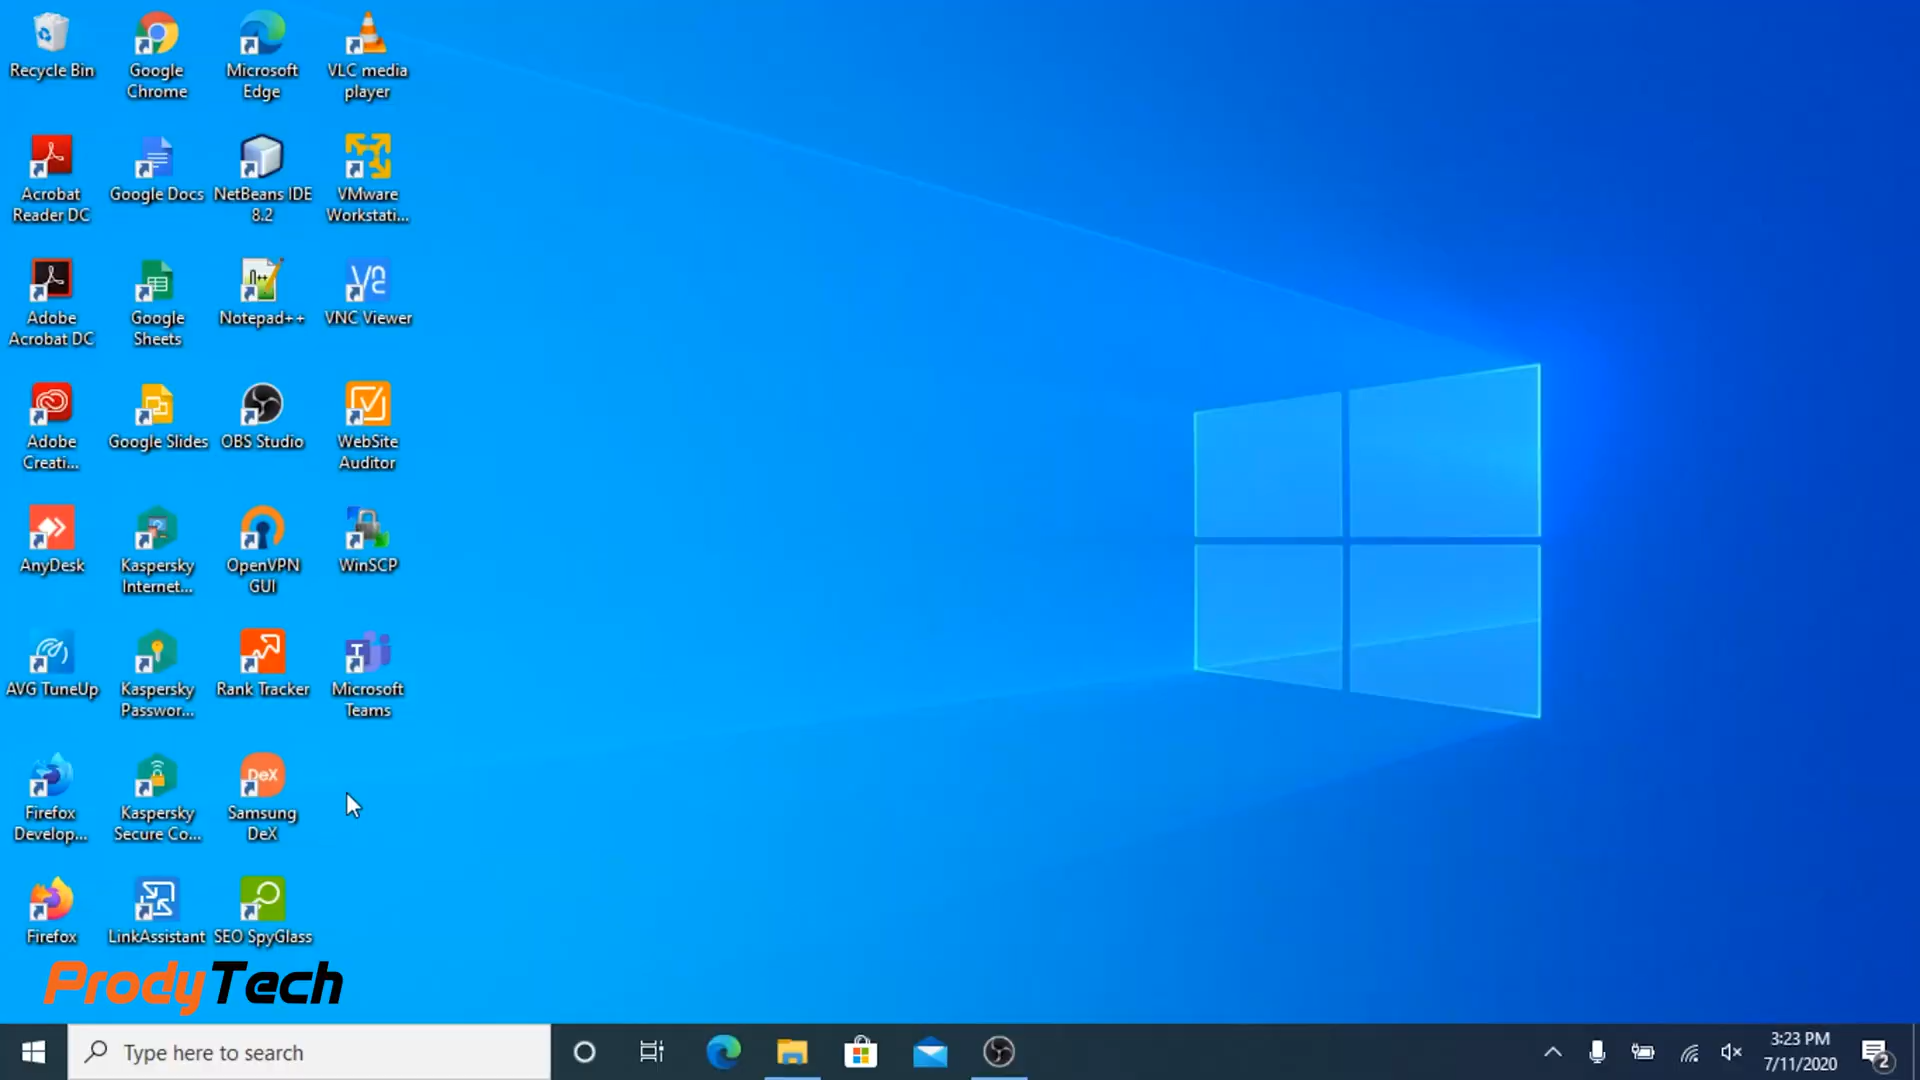 Recycle Bin
Google
Chrome
Microsoft
Edge
VLC media
player
Acrobat
Reader DC
Google Docs
NetBeans IDE
8.2
VMware
Workstati...
Adobe
Acrobat DC
Google
Sheets
Notepad++
VNC Viewer
Adobe
Creati...
Google Slides
OBS Studio
WebSite
Auditor
AnyDesk
Kaspersky
Internet...
OpenVPN
GUI
WinSCP
AVG TuneUp
Kaspersky
Passwor...
Rank Tracker
Microsoft
Teams
Firefox
Develop...
Kaspersky
Secure Co...
DeX
Samsung
DeX
Firefox
LinkAssistant
SEO SpyGlass
ProdyTech
Type here to search
3:23 PM
7/11/2020
2